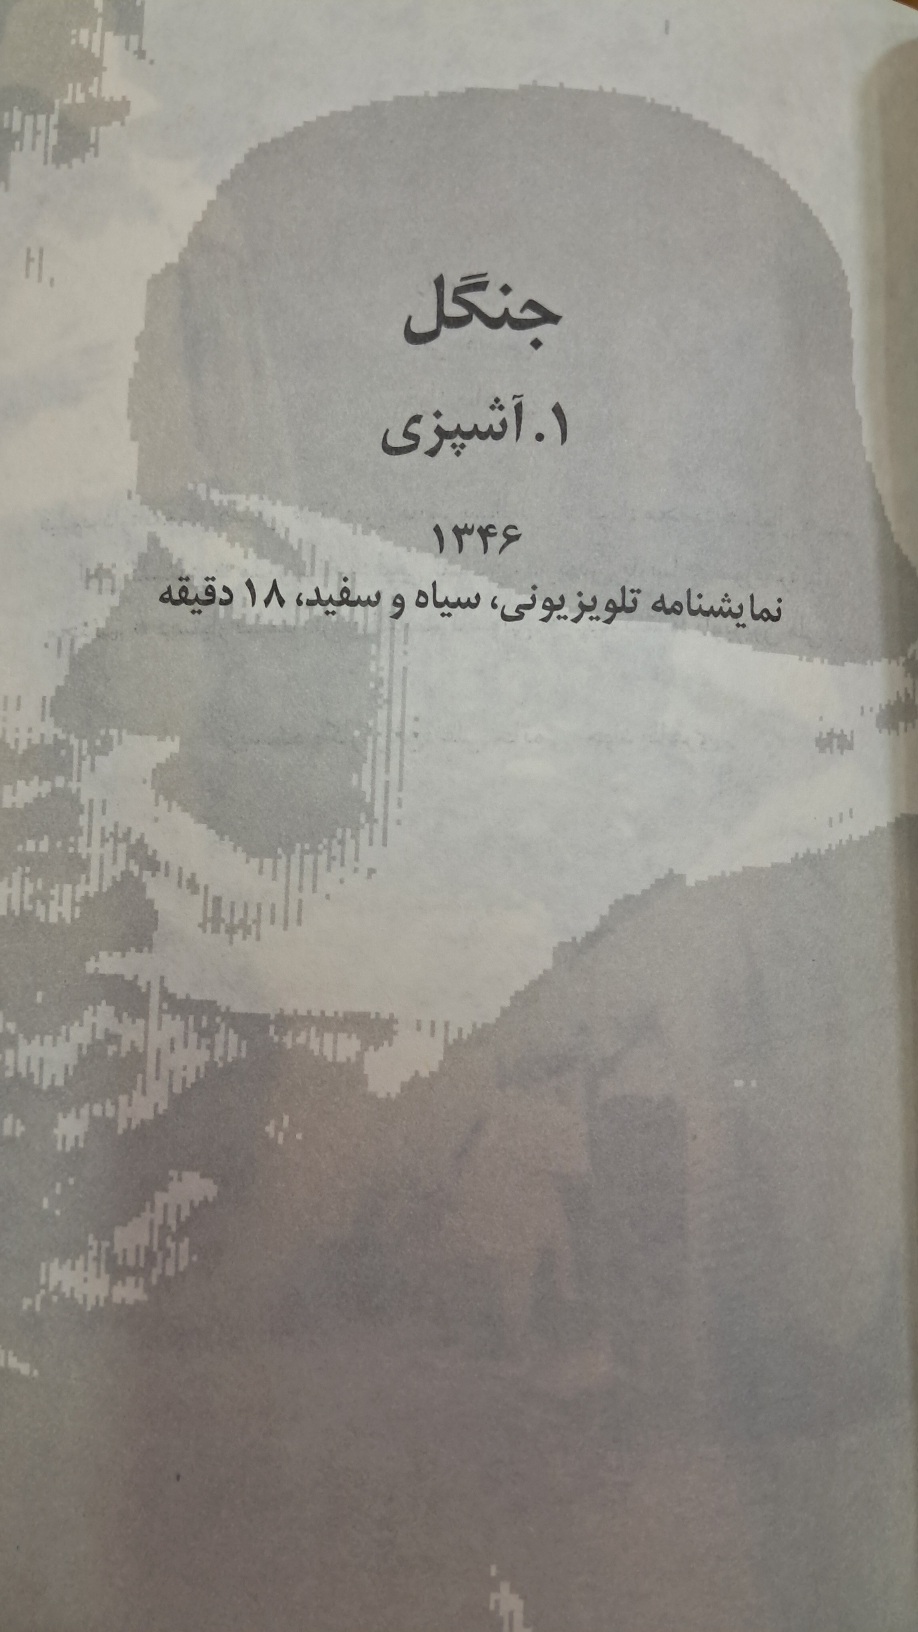 جنگل
۱. آشپزی
۱۳۴۶
نمایشنامه تلویزیونی، سیاه و سفید، ۱۸ دقیقه